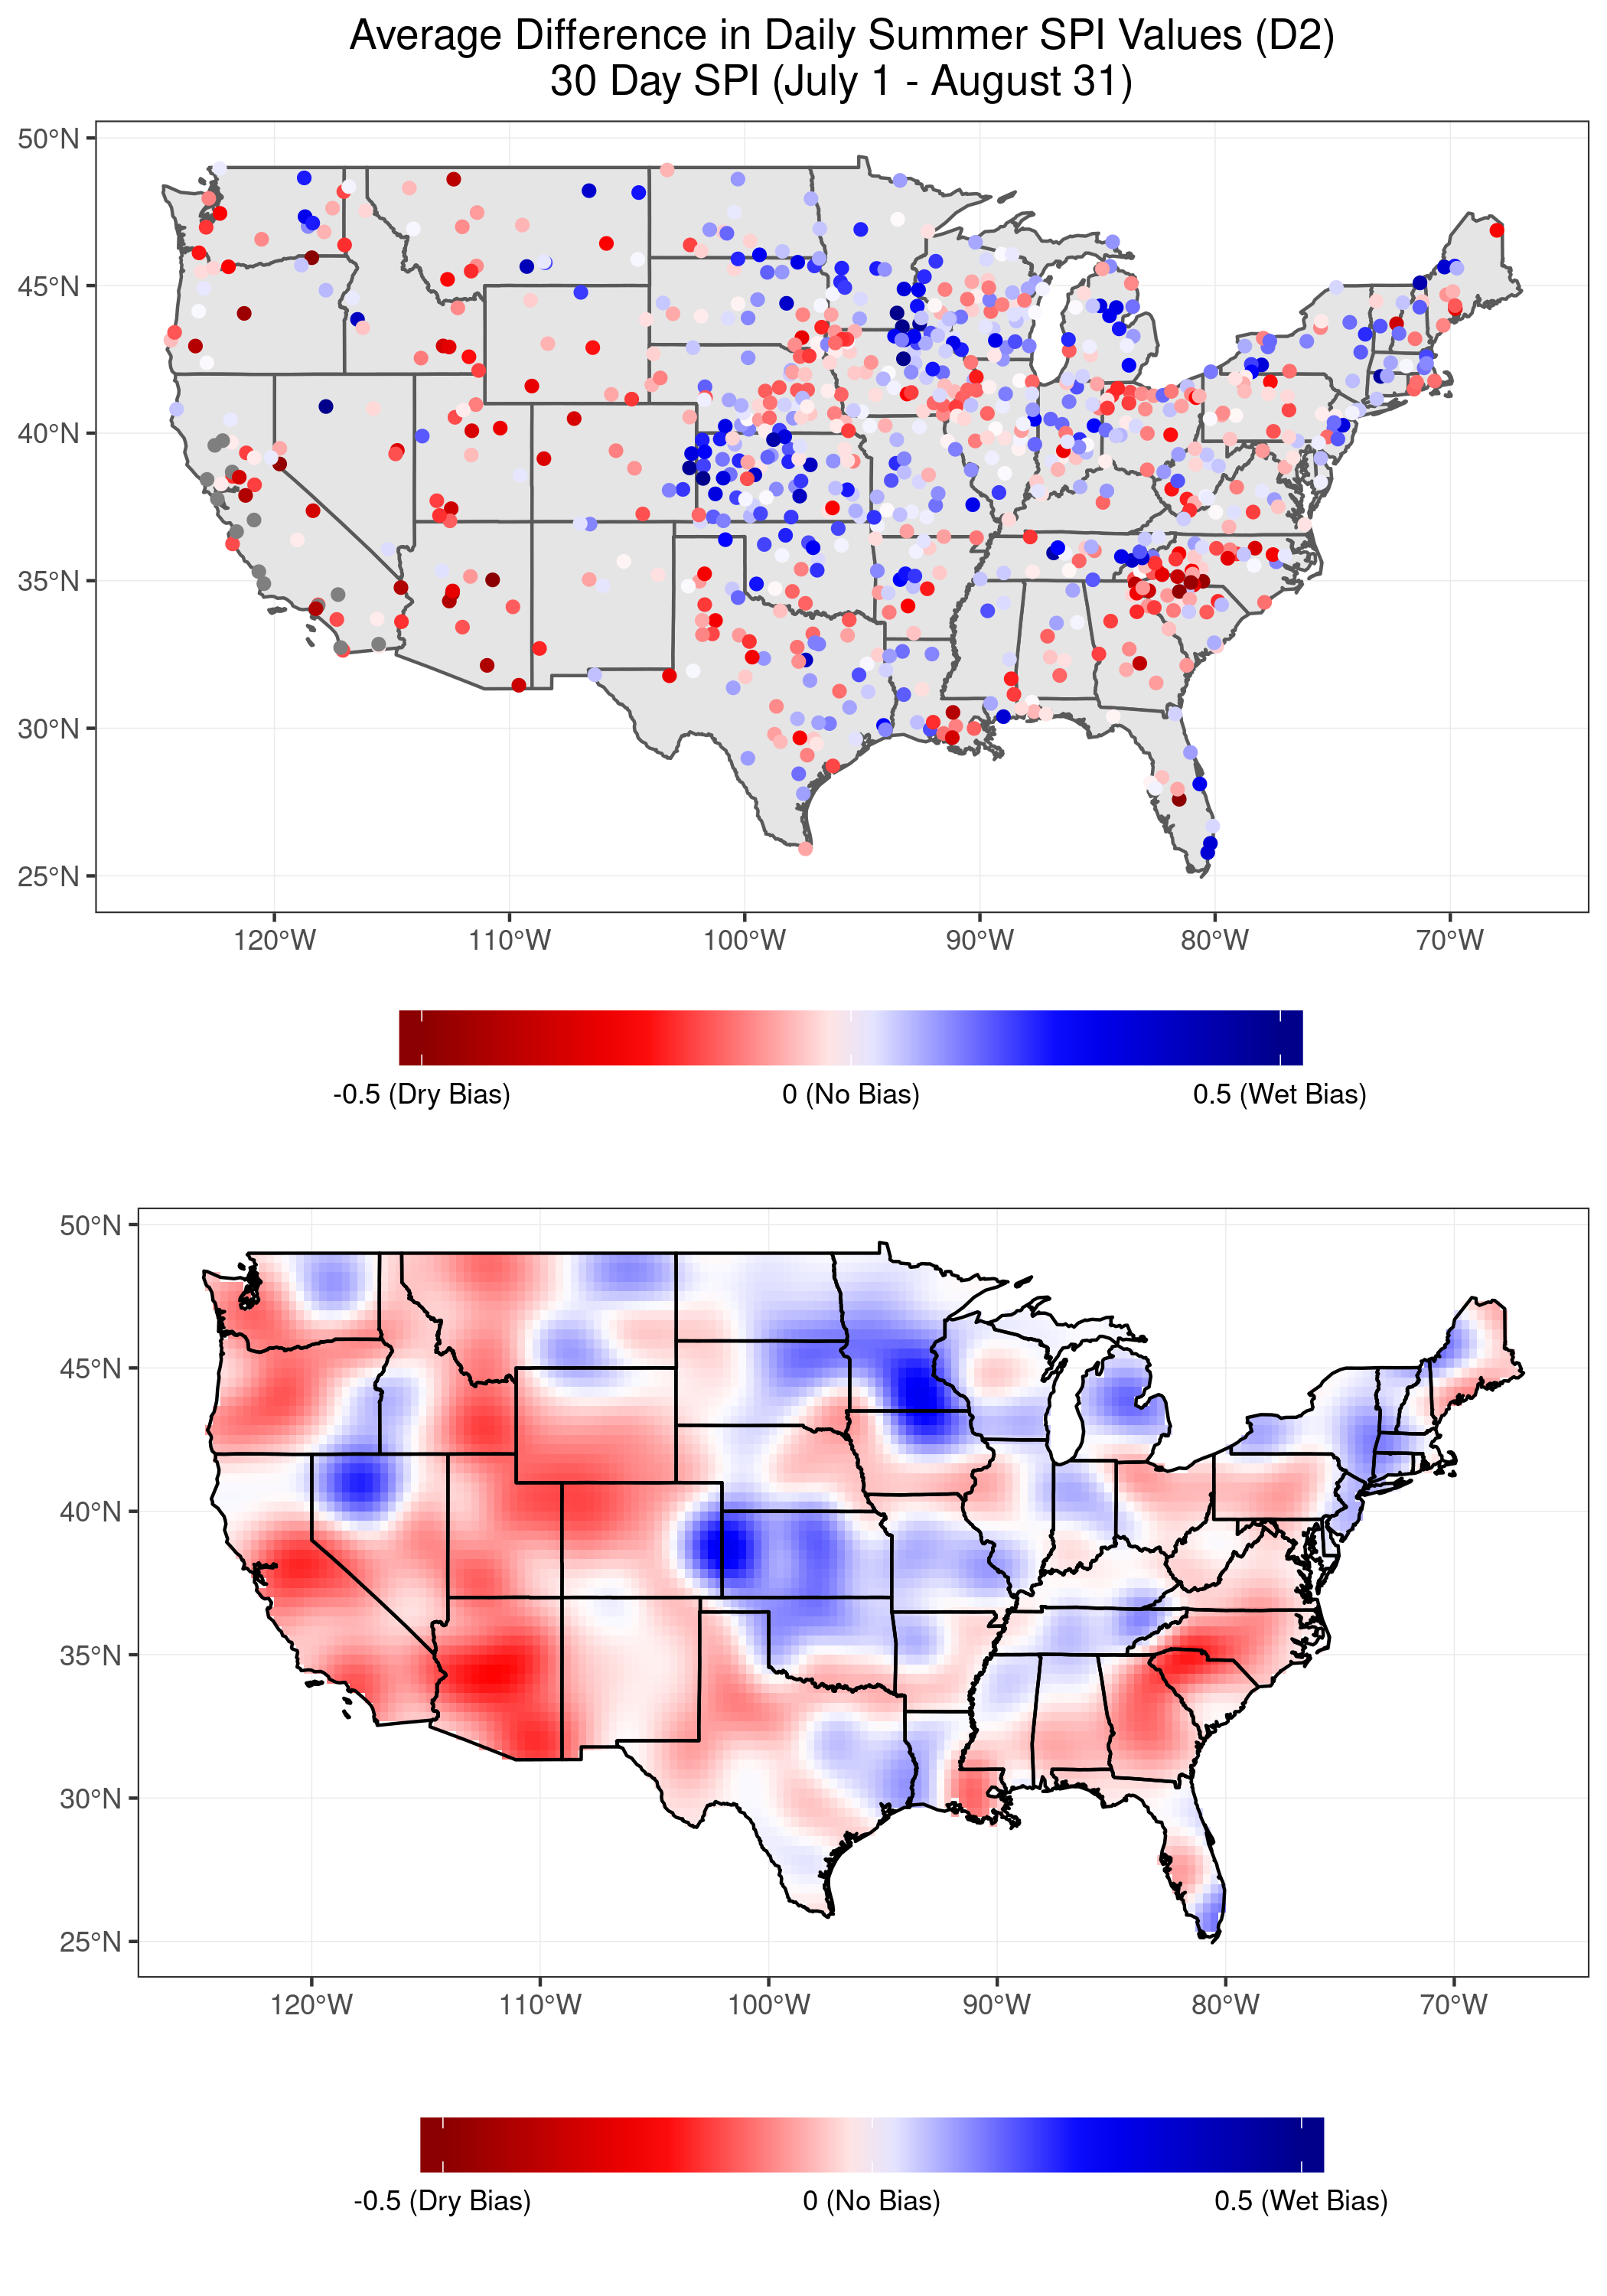 Average Difference in Daily Summer SPI Values (D2)
30 Day SPI (July 1 - August 31)
50°N
45°N
40°N
35°N
30°N
25°N
120°W 110°W 100°W 90°W 80°W 70°W
-0.5 (Dry Bias) 0 (No Bias) 0.5 (Wet Bias)
50°N
45°N
40°N
35°N
30°N
25°N
120°W 110°W 100°W 90°W 80°W 70°W
-0.5 (Dry Bias) 0 (No Bias) 0.5 (Wet Bias)